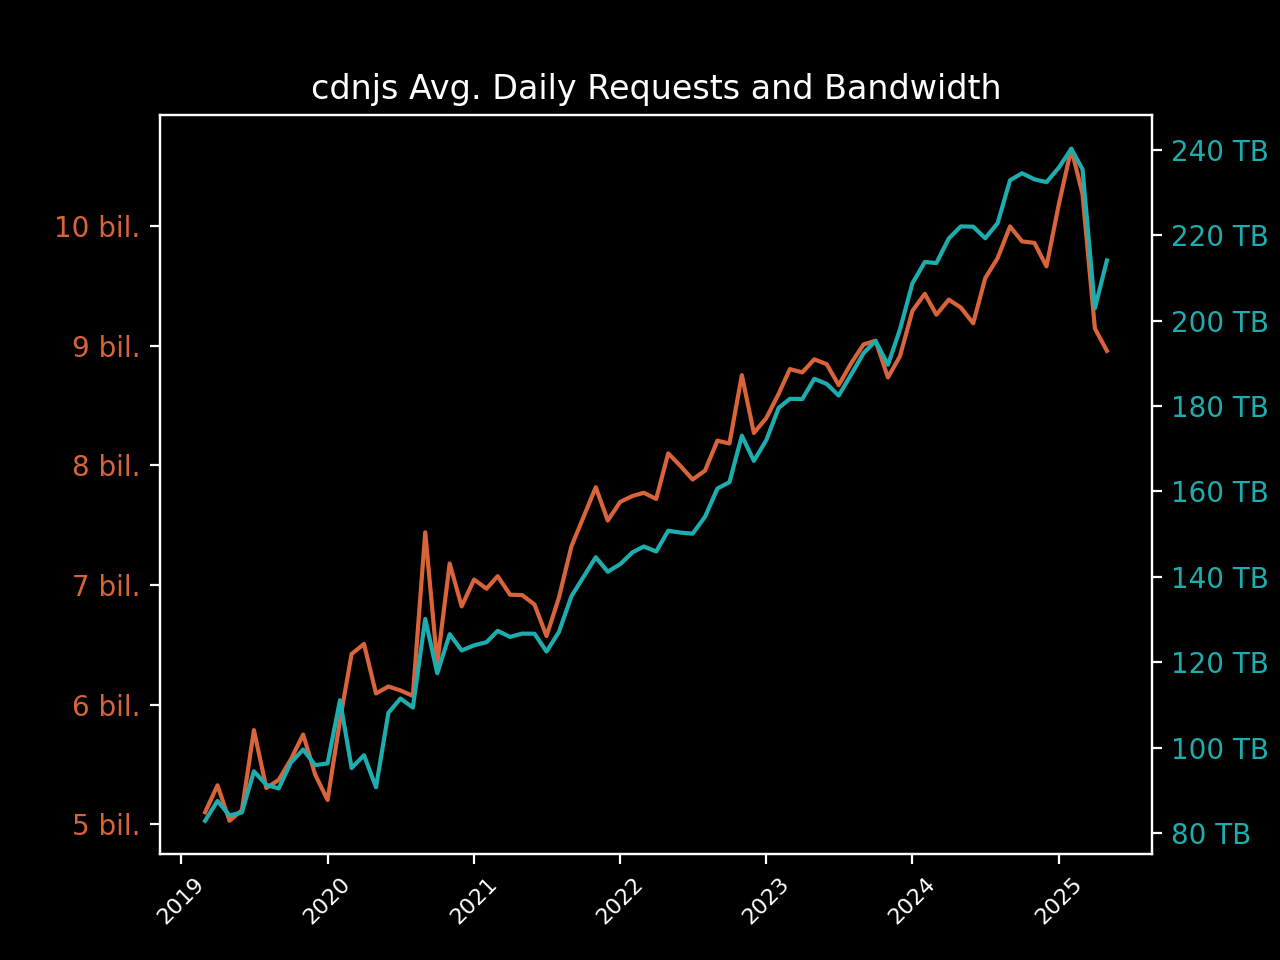 cdnjs Avg. Daily Requests and Bandwidth
10 bil.
9 bil.
8 bil.
7 bil.
6 bil.
5 bil.
240 TB
220 TB
200 TB
180 TB
160 TB
140 TB
120 TB
100 TB
80 TB
2019
2020
2021
2022
2023
2024
2025